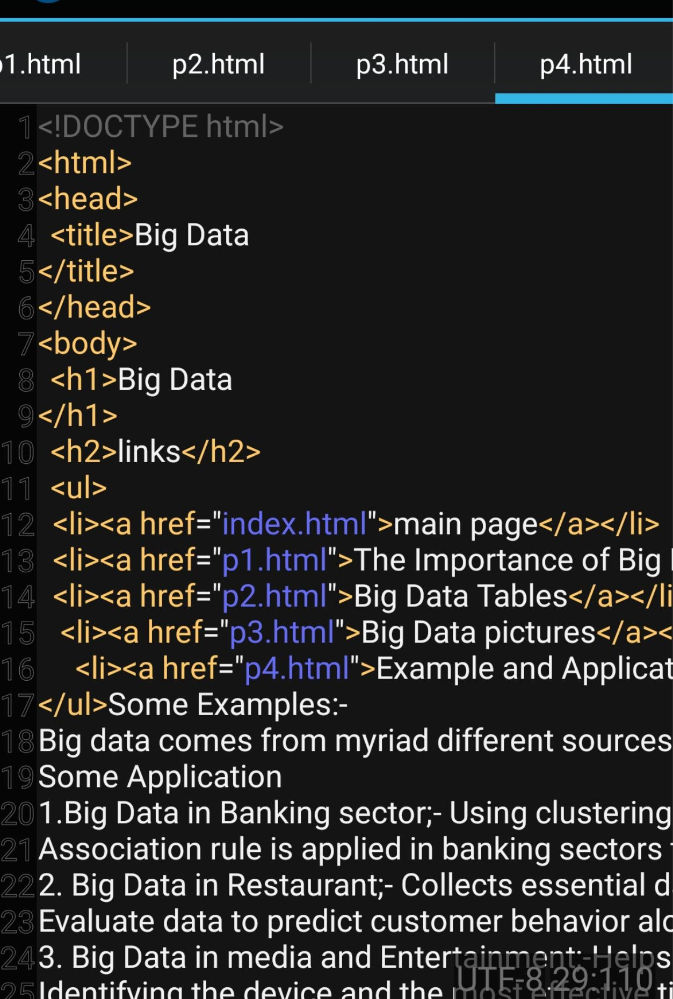 1.html p2.html p3.html p4.html
1 <!DOCTYPE html>
2 <html>
3 <head>
4 <title>Big Data
5 </title>
6 </head>
7 <body>
8 <h1>Big Data
9 </h1>
10 <h2>links</h2>
11 <ul>
12 <li><a href="index.html">main page</a></li>
13 <li><a href="p1.html">The Importance of Big
14 <li><a href="p2.html">Big Data Tables</a></li
15 <li><a href="p3.html">Big Data pictures</a><
16 <li><a href="p4.html">Example and Applicat
17 </ul>Some Examples:-
18 Big data comes from myriad different sources
19 Some Application
20 1.Big Data in Banking sector;- Using clustering
21 Association rule is applied in banking sectors
22 2. Big Data in Restaurant;- Collects essential d
23 Evaluate data to predict customer behavior alo
24 3. Big Data in media and Entertainment;-Helps
25 Identifying the device and the most effective ti
UTF-8 29:110